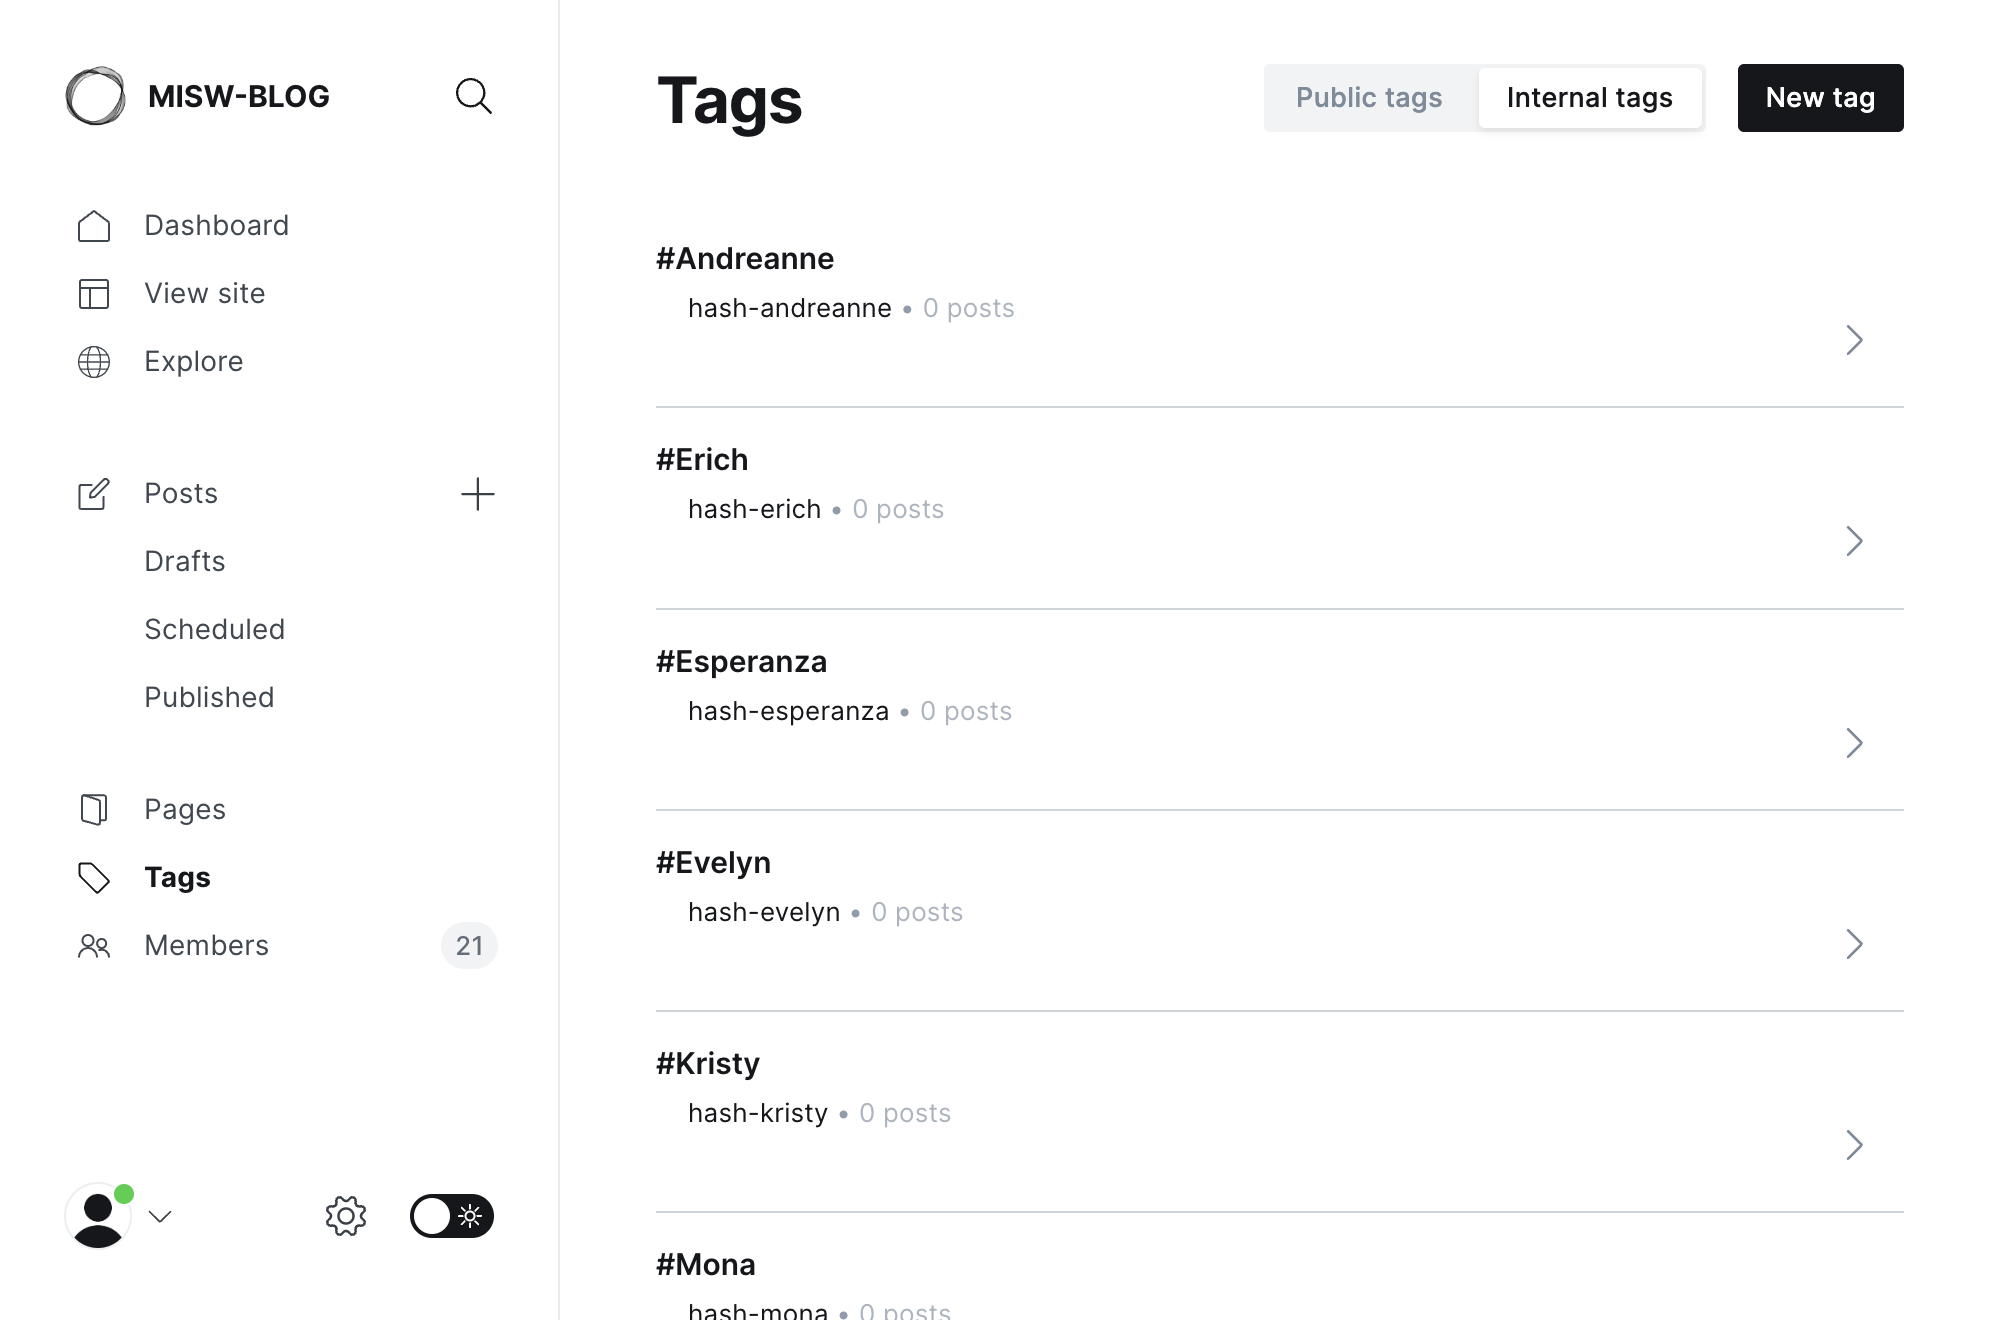 MISW-BLOG
Dashboard
View site
Explore
Posts
Drafts
Scheduled
Published
Pages
Tags
Members 21
Tags
Public tags Internal tags New tag
#Andreanne
hash-andreanne • 0 posts
#Erich
hash-erich • 0 posts
#Esperanza
hash-esperanza • 0 posts
#Evelyn
hash-evelyn • 0 posts
#Kristy
hash-kristy • 0 posts
#Mona
hash-mona • 0 posts